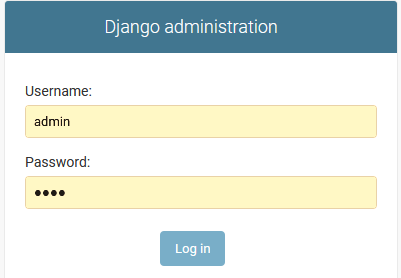 Django administration
Username:
admin
Password:
••••
Log in